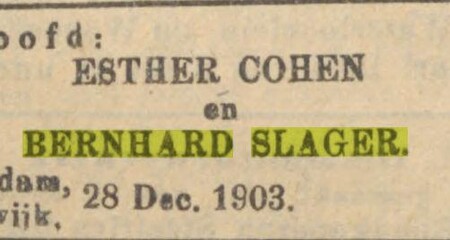 oofd:
ESTHER COHEN
en
BERNHARD SLAGER.
dam,
wijk, 28 Dec. 1903.